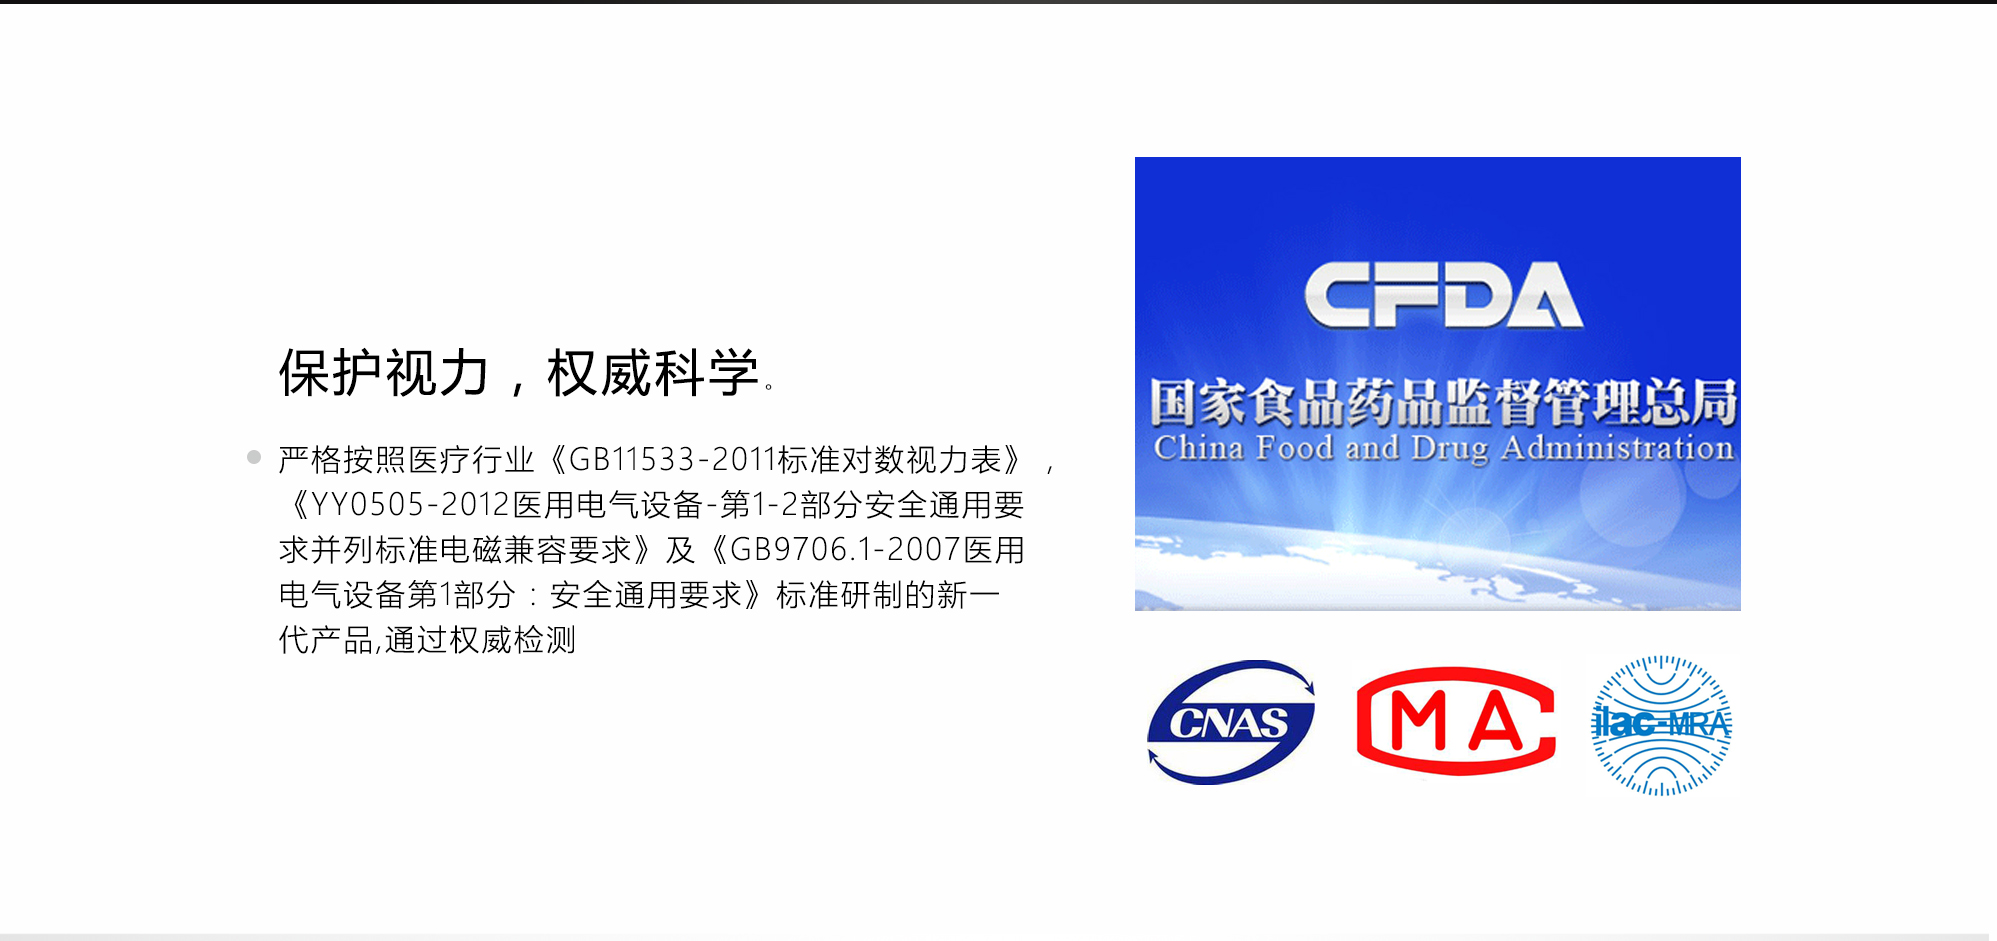 保护视力，权威科学。
严格按照医疗行业《GB11533-2011标准对数视力表》，
《YY0505-2012医用电气设备-第1-2部分安全通用要
求并列标准电磁兼容要求》及《GB9706.1-2007医用
电气设备第1部分：安全通用要求》标准研制的新一
代产品,通过权威检测
CFDA
国家食品药品监督管理总局
China Food and Drug Administration
CNAS
MA
ilac-MRA